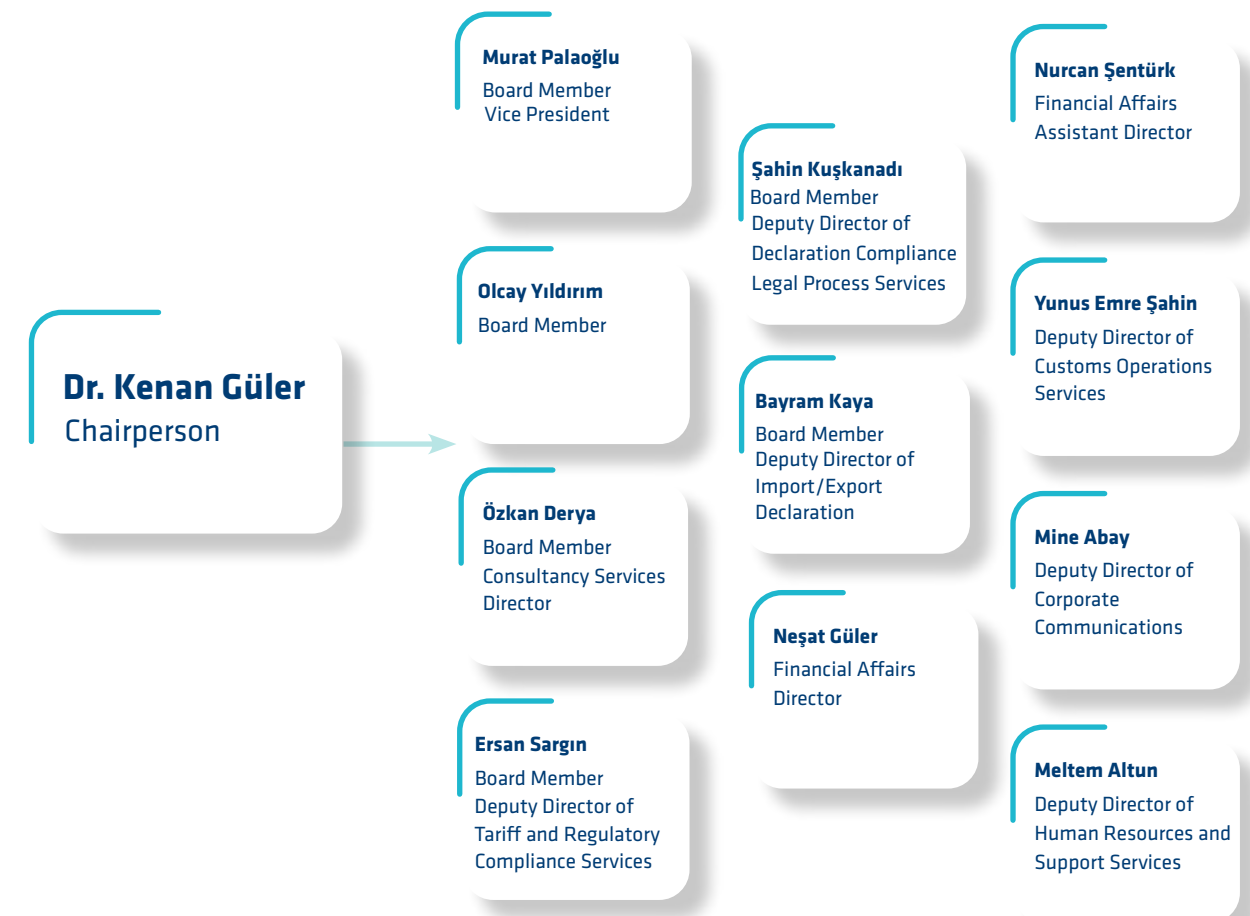 Dr. Kenan Güler
Chairperson
Murat Palaoğlu
Board Member
Vice President
Olcay Yıldırım
Board Member
Özkan Derya
Board Member
Consultancy Services
Director
Ersan Sargın
Board Member
Deputy Director of
Tariff and Regulatory
Compliance Services
Şahin Kuşkanadı
Board Member
Deputy Director of
Declaration Compliance
Legal Process Services
Bayram Kaya
Board Member
Deputy Director of
Import/Export
Declaration
Neşat Güler
Financial Affairs
Director
Nurcan Şentürk
Financial Affairs
Assistant Director
Yunus Emre Şahin
Deputy Director of
Customs Operations
Services
Mine Abay
Deputy Director of
Corporate
Communications
Meltem Altun
Deputy Director of
Human Resources and
Support Services